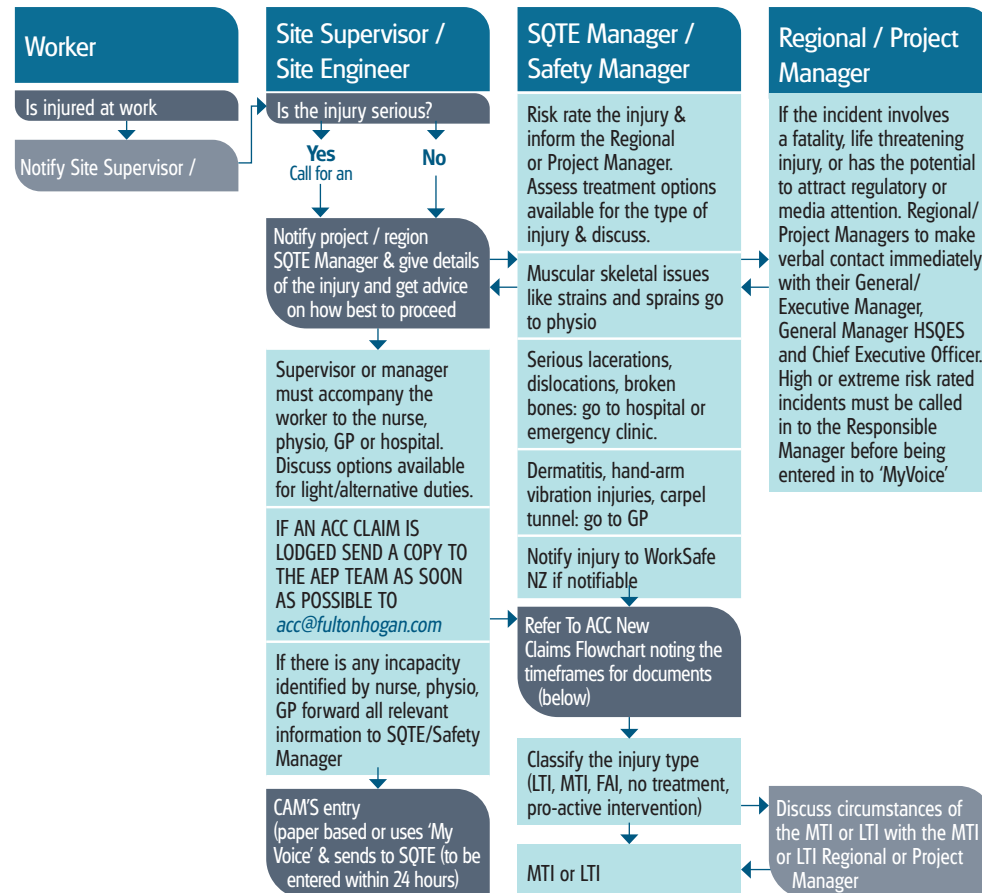 Worker
Is injured at work
Notify Site Supervisor /
Site Supervisor /
Site Engineer
Is the injury serious?
Yes
Call for an
No
Notify project / region
SQTE Manager & give details
of the injury and get advice
on how best to proceed
Supervisor or manager
must accompany the
worker to the nurse,
physio, GP or hospital.
Discuss options available
for light/alternative duties.
IF AN ACC CLAIM IS
LODGED SEND A COPY TO
THE AEP TEAM AS SOON
AS POSSIBLE TO
acc@fultonhogan.com
If there is any incapacity
identified by nurse, physio,
GP forward all relevant
information to SQTE/Safety
Manager
CAM'S entry
(paper based or uses 'My
Voice' & sends to SQTE (to be
entered within 24 hours)
SQTE Manager /
Safety Manager
Risk rate the injury &
inform the Regional
or Project Manager.
Assess treatment options
available for the type of
injury & discuss.
Muscular skeletal issues
like strains and sprains go
to physio
Serious lacerations,
dislocations, broken
bones: go to hospital or
emergency clinic.
Dermatitis, hand-arm
vibration injuries, carpel
tunnel: go to GP
Notify injury to WorkSafe
NZ if notifiable
Refer To ACC New
Claims Flowchart noting the
timeframes for documents
(below)
Classify the injury type
(LTI, MTI, FAI, no treatment,
pro-active intervention)
MTI or LTI
Regional / Project
Manager
If the incident involves
a fatality, life threatening
injury, or has the potential
to attract regulatory or
media attention. Regional/
Project Managers to make
verbal contact immediately
with their General/
Executive Manager,
General Manager HSQES
and Chief Executive Officer.
High or extreme risk rated
incidents must be called
in to the Responsible
Manager before being
entered in to 'MyVoice'
Discuss circumstances of
the MTI or LTI with the MTI
or LTI Regional or Project
Manager